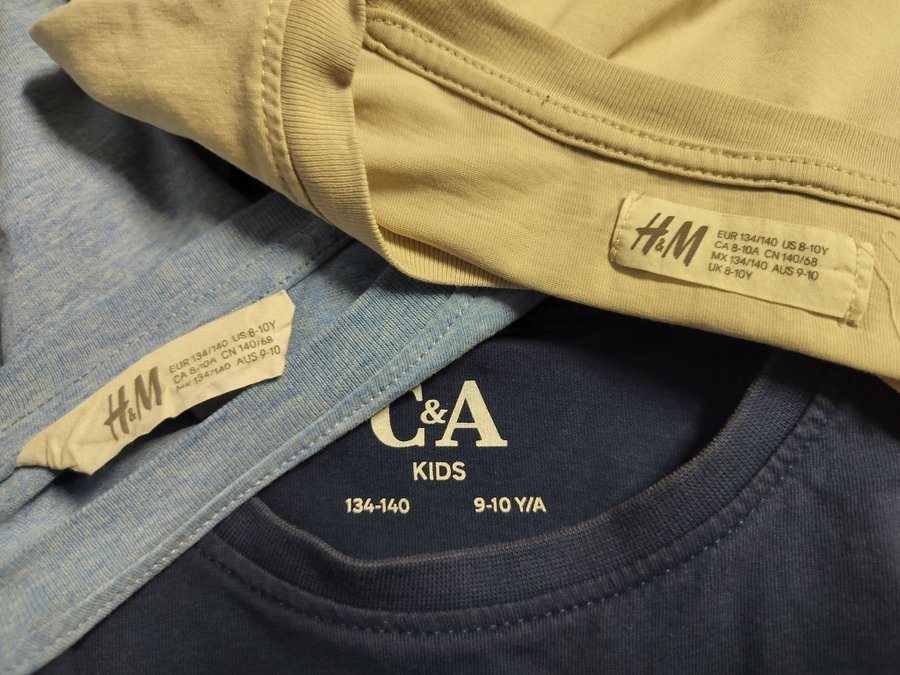 H&M
EUR 134/140 US 8-10Y
CA 8-10A CN 140/68
MX 134/140 AUS 9-10
UK 8-10Y
H&M
EUR 134/140 US 8-10Y
CA 8-10A CN 140/68
MX 134/140 AUS 9-10
C&A
KIDS
134-140 9-10 Y/A